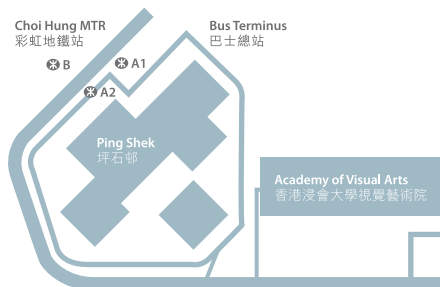 Choi Hung MTR
彩虹地鐵站
B
A1
A2
Bus Terminus
巴士總站
Ping Shek
坪石邨
Academy of Visual Arts
香港浸會大學視覺藝術院